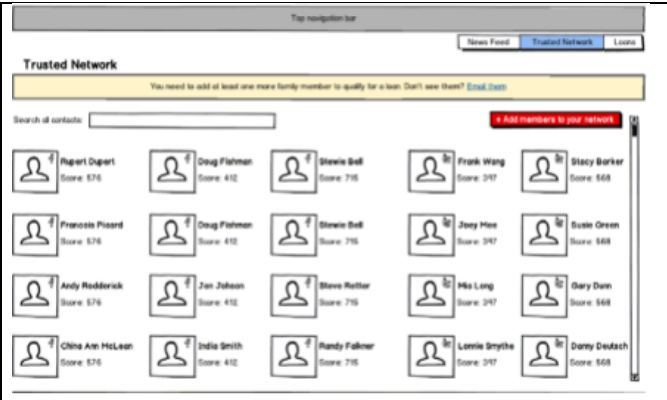 Top navigation bar
News Feed Trusted Network Loans
Trusted Network
You need to add at least one more family member to qualify for a loan. Don't see them? Email them
Search all contacts:
+ Add members to your network
Rupert Dupert Doug Fishman Stewie Bell Frank Wang Stacy Barker
Score: 576 Score: 412 Score: 715 Score: 397 Score: 568
Francois Picard Doug Fishman Stewie Bell Joey Mee Susie Green
Score: 576 Score: 412 Score: 715 Score: 397 Score: 568
Andy Rodderick Jon Johson Steve Rotter Mia Long Gary Dunn
Score: 576 Score: 412 Score: 715 Score: 397 Score: 568
China Ann McLean India Smith Randy Falkner Lonnie Smythe Danny Deutsch
Score: 576 Score: 412 Score: 715 Score: 397 Score: 568